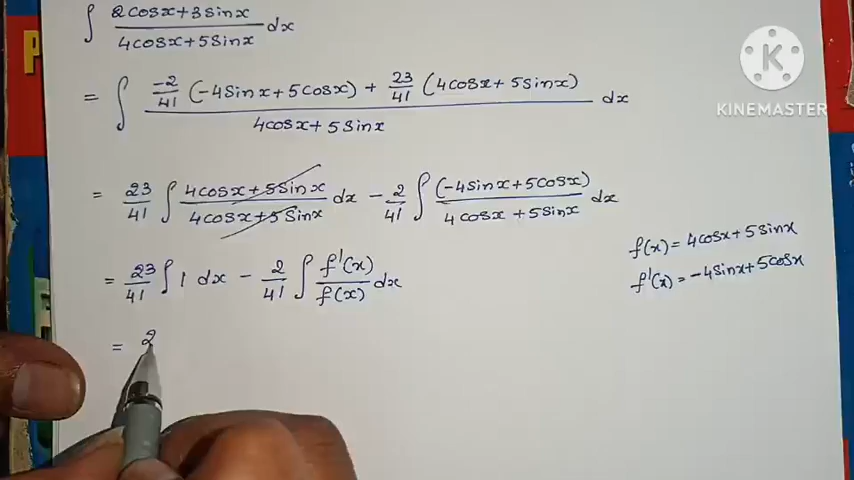 ∫ 2cosx+3sinx / 4cosx+5sinx dx
= ∫ -2/41 (-4sinx+5cosx) + 23/41 (4cosx+5sinx) / 4cosx+5sinx dx
= 23/41 ∫ 4cosx+5sinx / 4cosx+5sinx dx - 2/41 ∫ (-4sinx+5cosx) / 4cosx+5sinx dx
= 23/41 ∫ 1 dx - 2/41 ∫ f'(x) / f(x) dx
= 2
f(x) = 4cosx+5sinx
f'(x) = -4sinx+5cosx
K
KINEMASTER